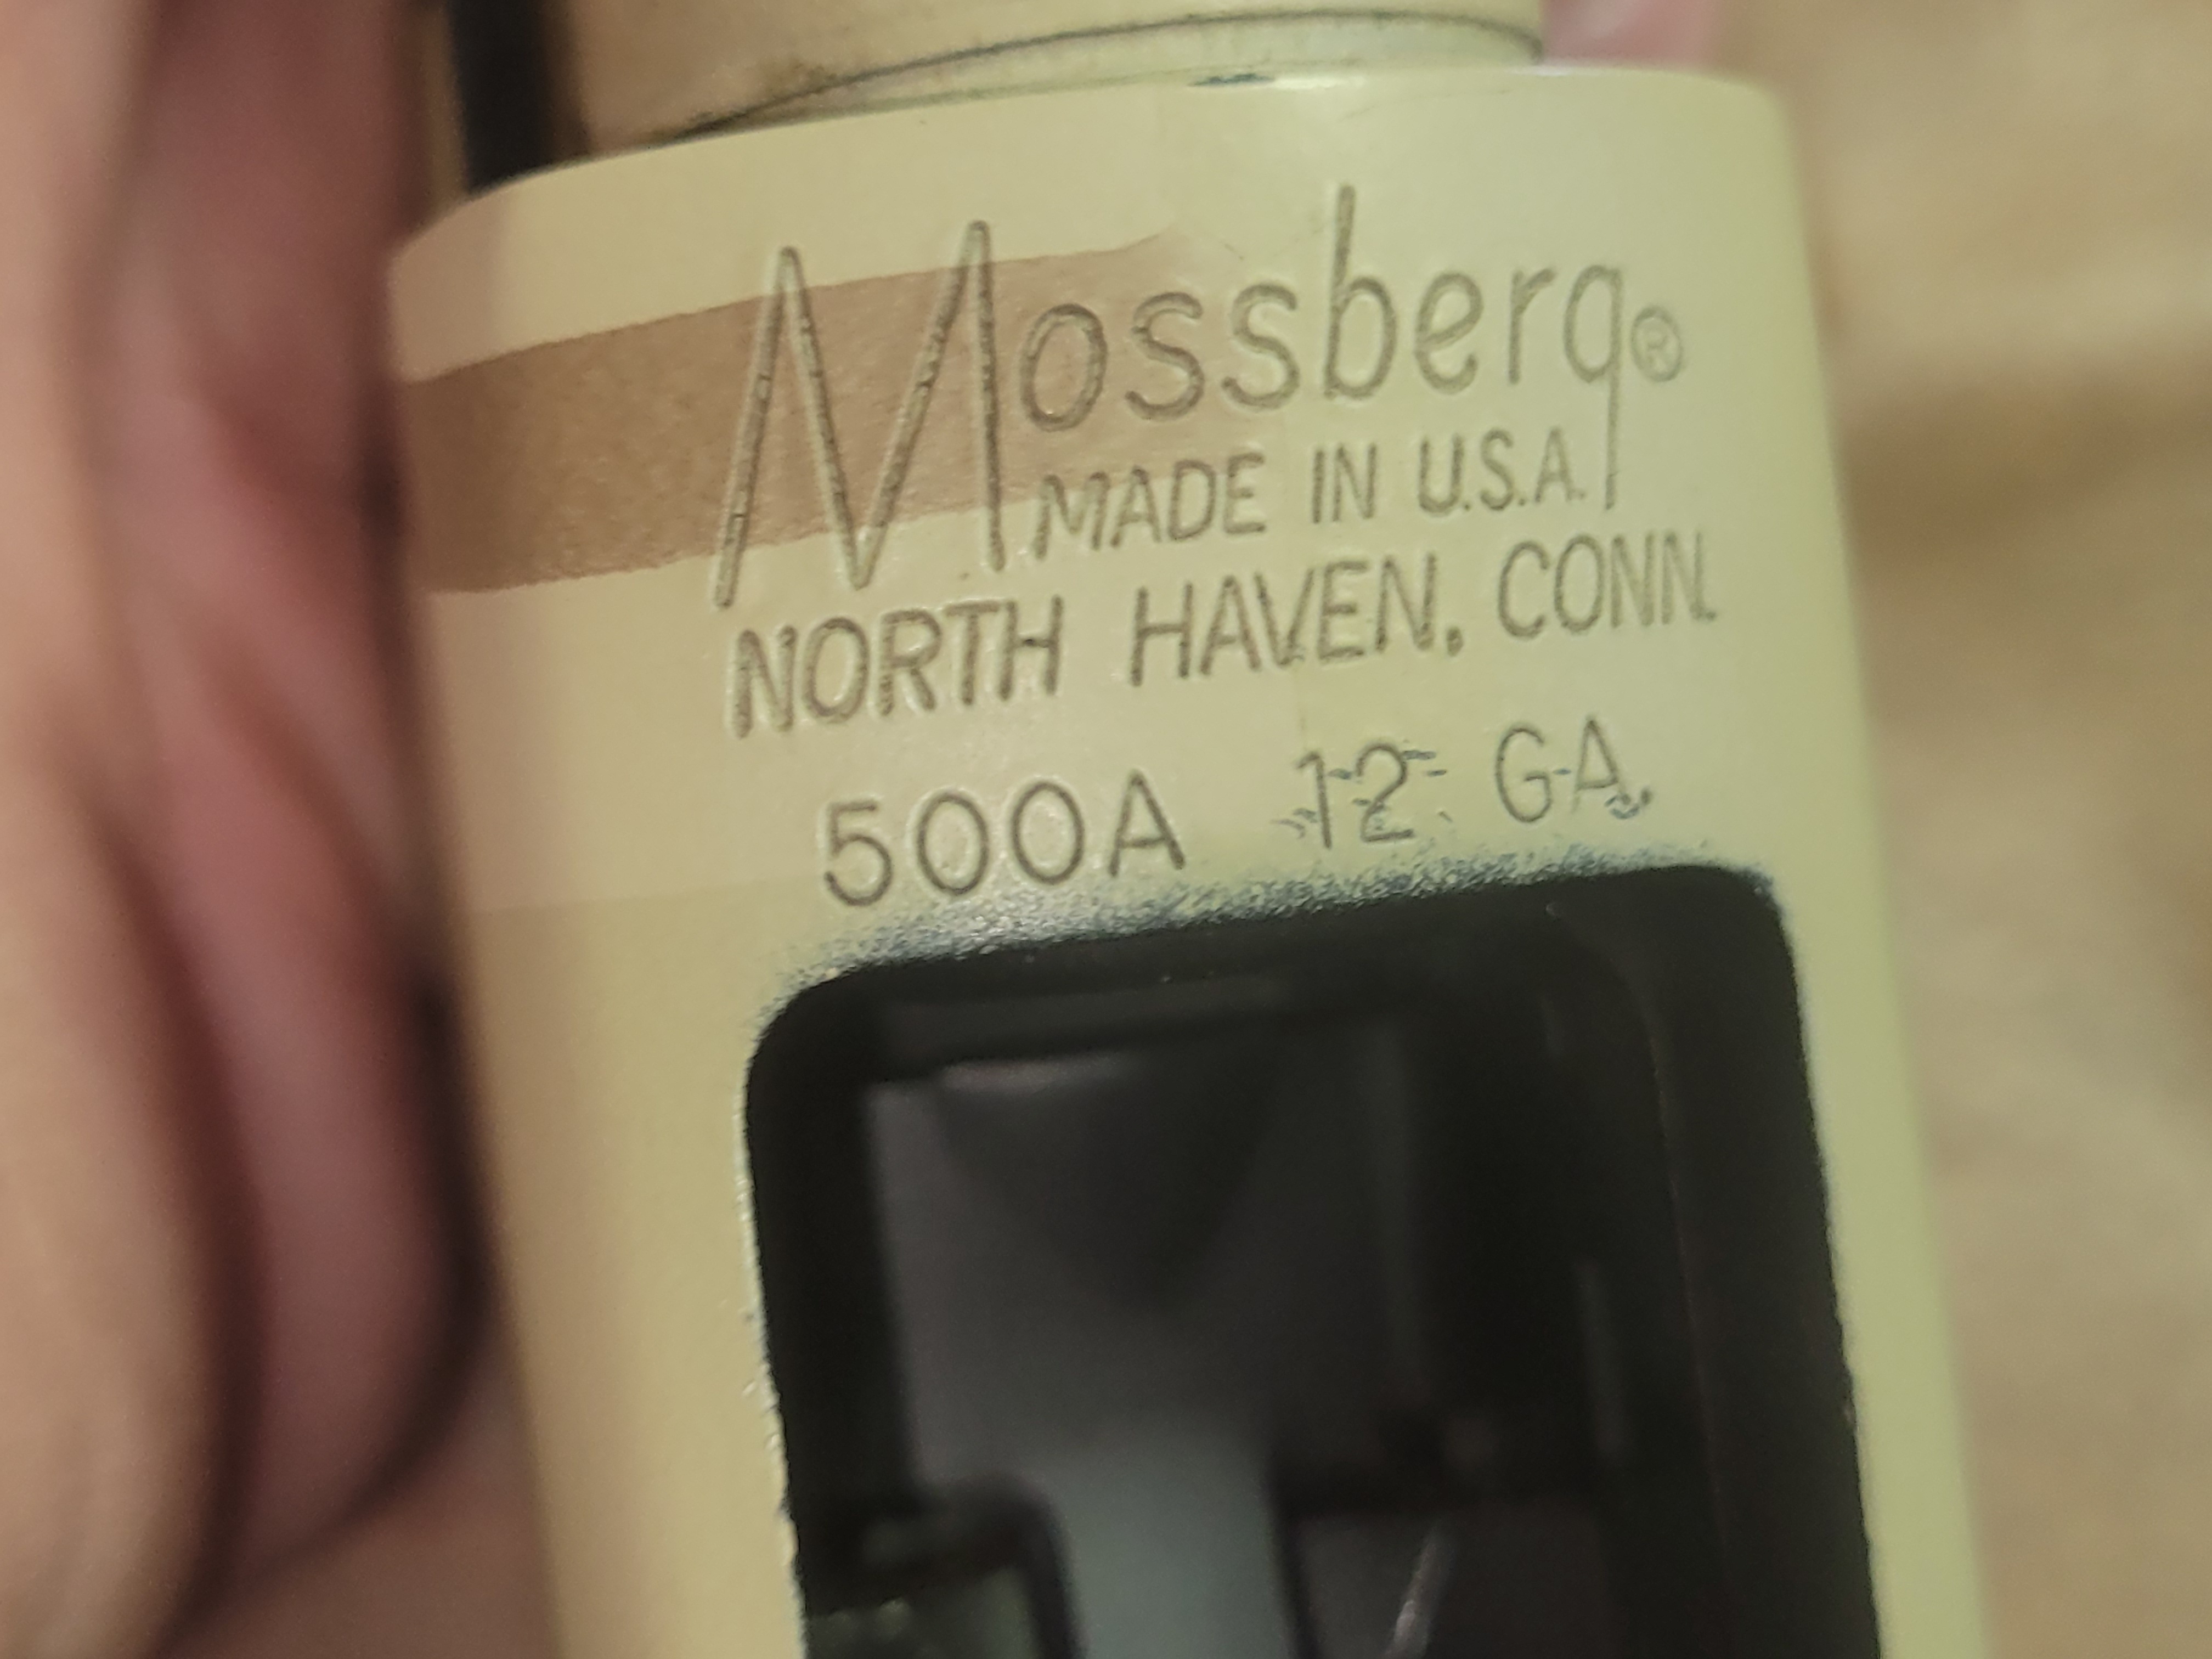 Mossberg®
MADE IN U.S.A.
NORTH HAVEN, CONN.
500A 12 GA.